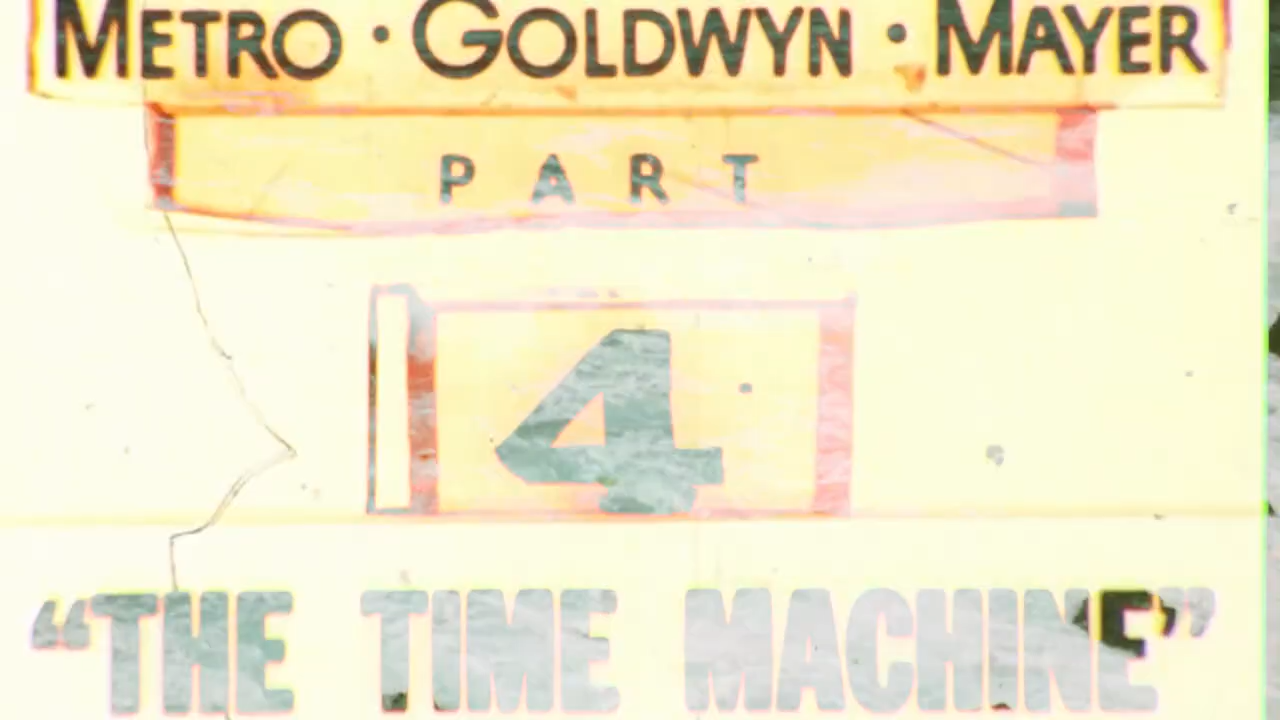 METRO · GOLDWYN · MAYER
PART
4
“THE TIME MACHINE”